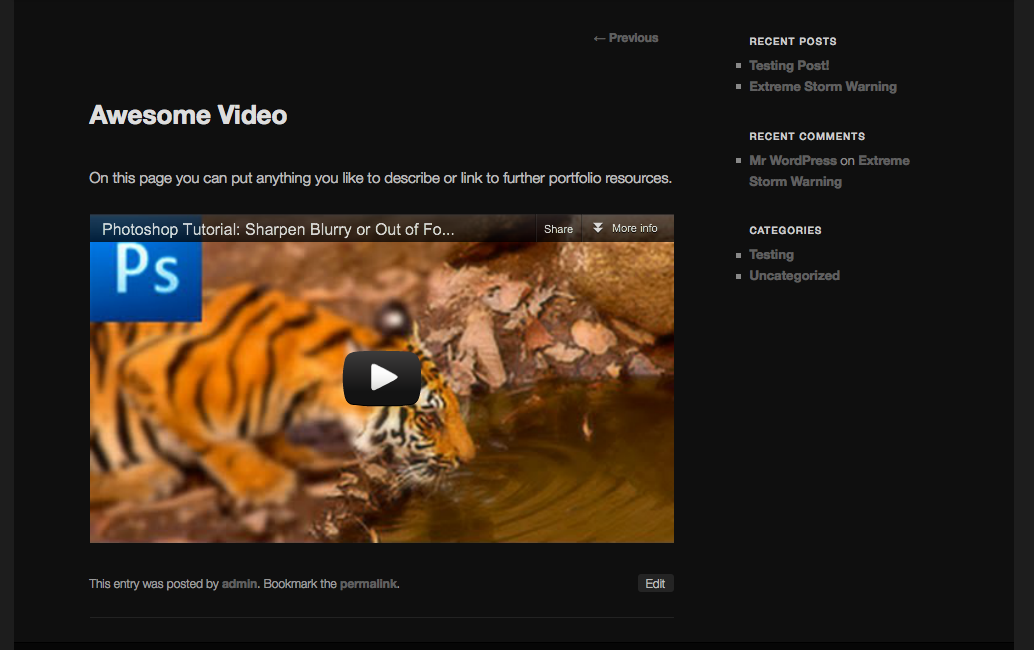 ← Previous
Awesome Video
On this page you can put anything you like to describe or link to further portfolio resources.
Photoshop Tutorial: Sharpen Blurry or Out of Fo...
Share
More info
Ps
This entry was posted by admin. Bookmark the permalink.
Edit
RECENT POSTS
Testing Post!
Extreme Storm Warning
RECENT COMMENTS
Mr WordPress on Extreme
Storm Warning
CATEGORIES
Testing
Uncategorized